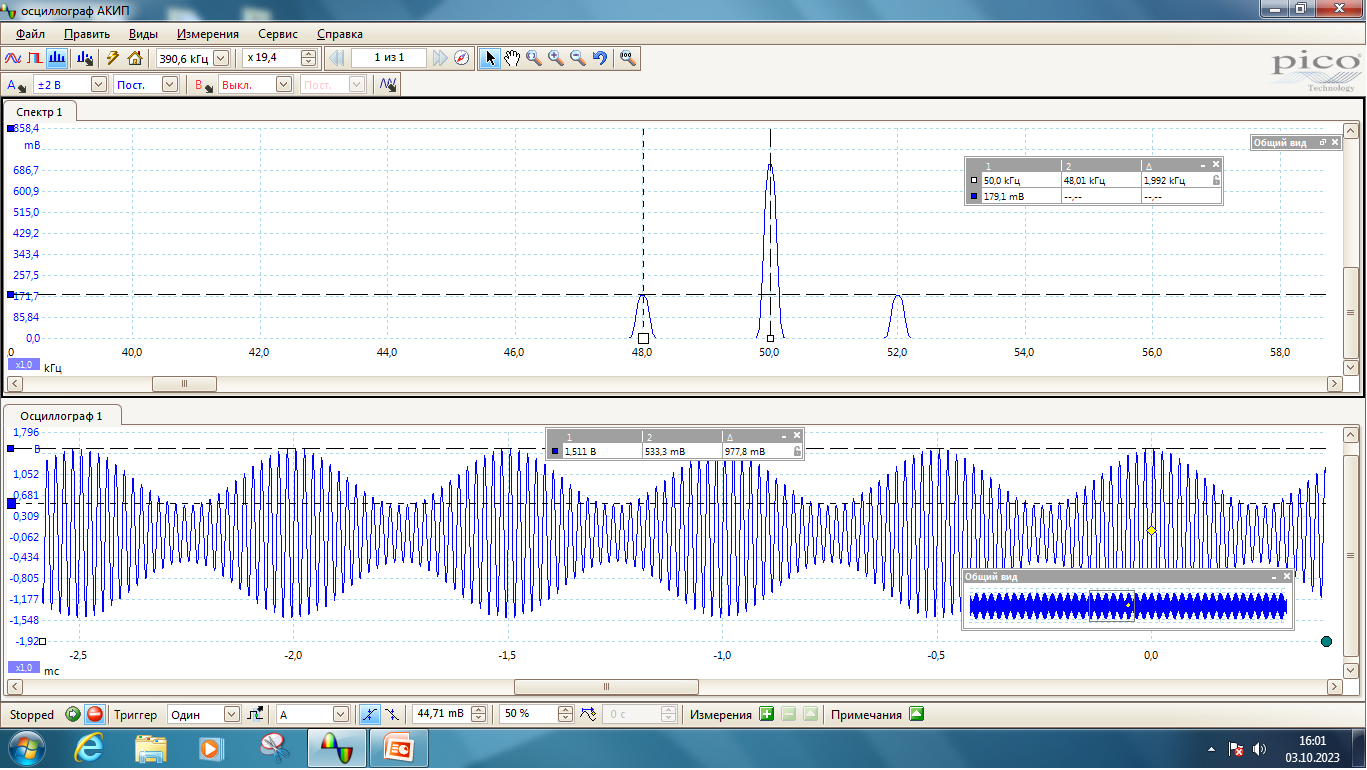 осциллограф АКИП
Файл Править Виды Измерения Сервис Справка
390,6 кГц x 19,4 1 из 1
pico
Technology
A ±2 В Пост. B Выкл. Пост.
Спектр 1
858,4
mB
686,7
600,9
515,0
429,2
343,4
257,5
171,7
85,84
0,0
Общий вид
1 2 Δ
50,0 кГц 48,01 кГц 1,992 кГц
179,1 mB --,-- --,--
,0 40,0 42,0 44,0 46,0 48,0 50,0 52,0 54,0 56,0 58,0
x1,0 кГц
Осциллограф 1
1,796
В
1,052
0,681
0,309
-0,062
-0,434
-0,805
-1,177
-1,548
-1,92
1 2 Δ
1,511 В 533,3 mB 977,8 mB
Общий вид
-2,5 -2,0 -1,5 -1,0 -0,5 0,0
x1,0 mc
Stopped Триггер Один A 44,71 mB 50 % 0 с Измерения Примечания
16:01
03.10.2023